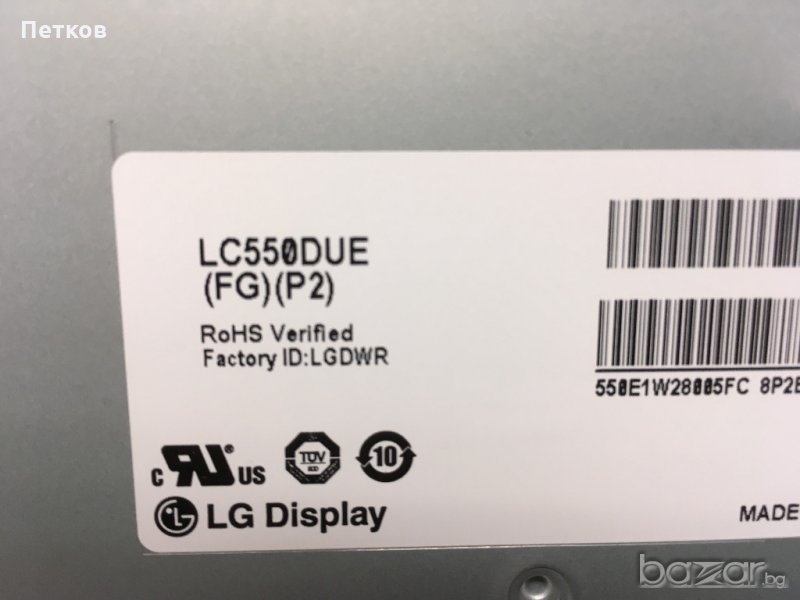 Петков
LC550DUE
(FG)(P2)
RoHS Verified
Factory ID:LGDWR
550E1W28005FC 8P2E
c RU US
TÜV
10
LG Display
MADE
bazar.bg